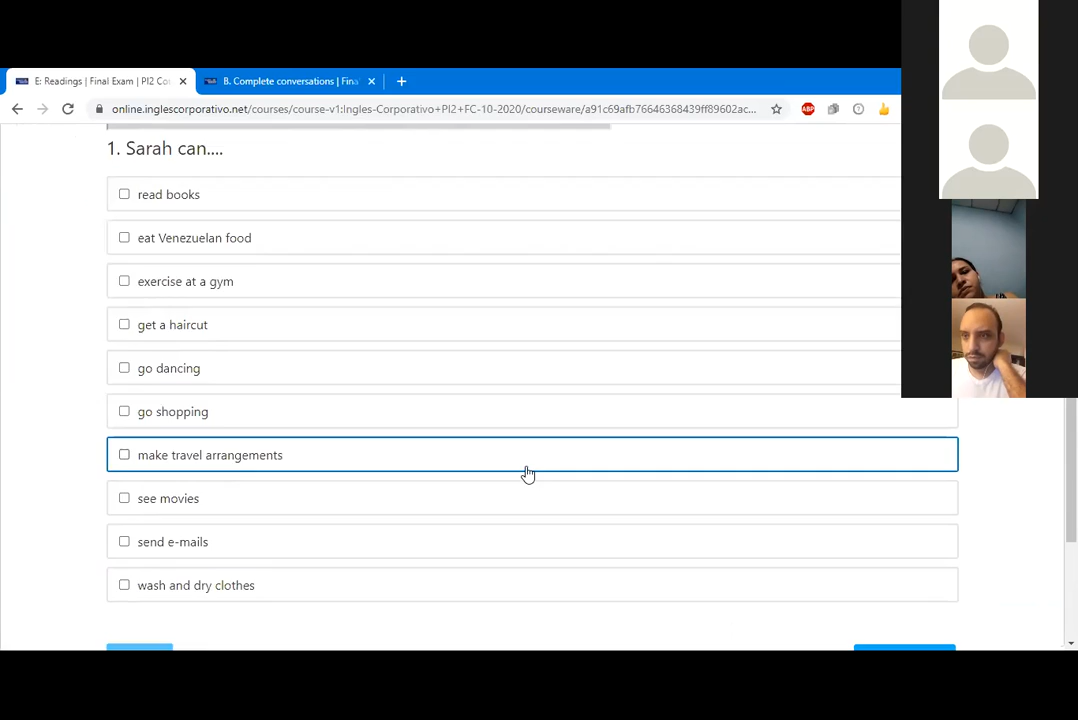 E: Readings | Final Exam | PI2 Co
B. Complete conversations | Fina
online.inglescorporativo.net/courses/course-v1:Ingles-Corporativo+PI2+FC-10-2020/courseware/a91c69afb76646368439ff89602ac...
ABP
1. Sarah can....
read books
eat Venezuelan food
exercise at a gym
get a haircut
go dancing
go shopping
make travel arrangements
see movies
send e-mails
wash and dry clothes